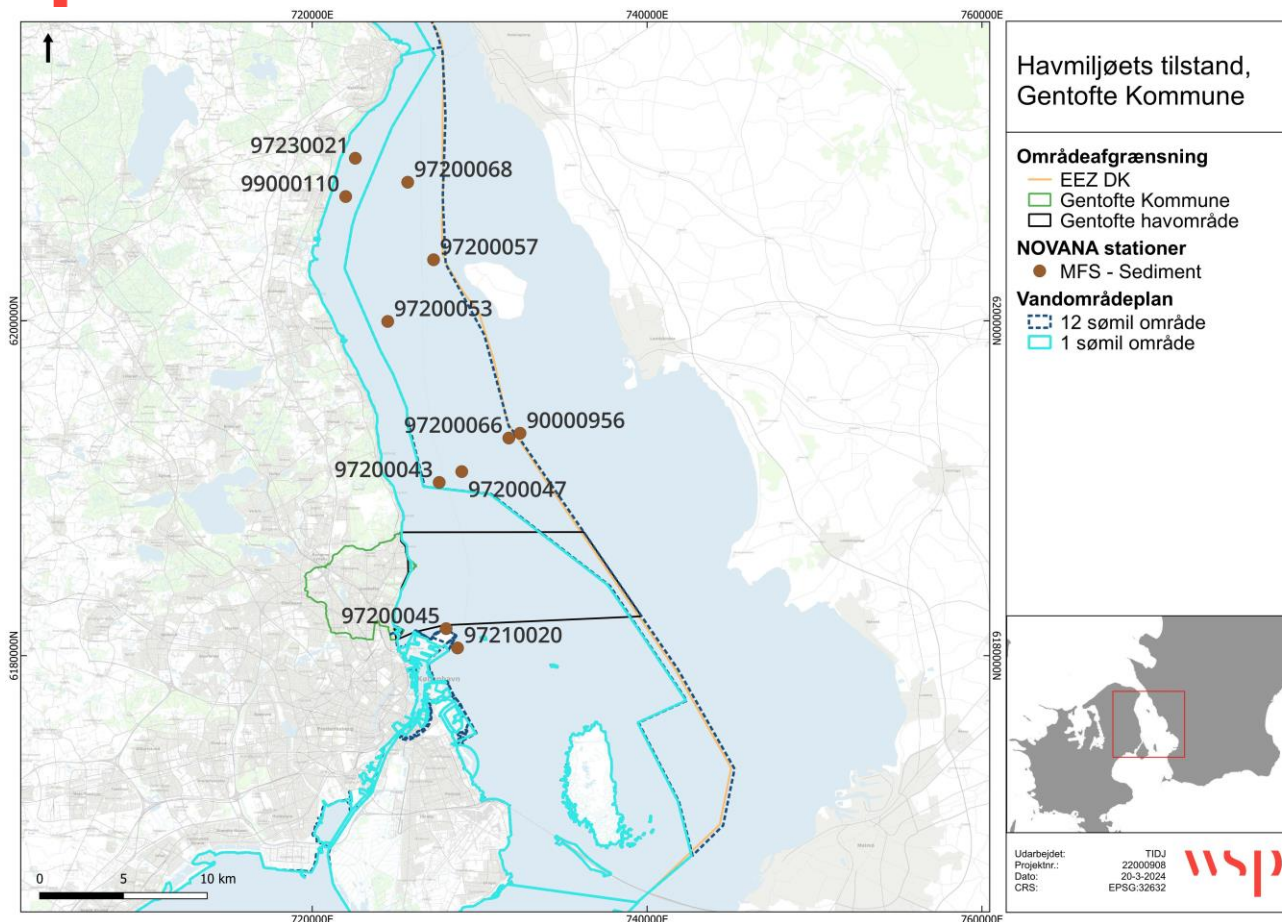 720000E
740000E
760000E
Havmiljøets tilstand,
Gentofte Kommune
Områdeafgrænsning
EEZ DK
Gentofte Kommune
Gentofte havområde
NOVANA stationer
MFS - Sediment
Vandområdeplan
12 sømil område
1 sømil område
97230021
97200068
99000110
97200057
97200053
6200000N
6200000N
97200066
90000956
97200043
97200047
97200045
97210020
6180000N
6180000N
København
0
5
10 km
720000E
740000E
760000E
Udarbejdet: TIDJ
Projektnr.: 22000908
Dato: 20-3-2024
CRS: EPSG:32632
wsp